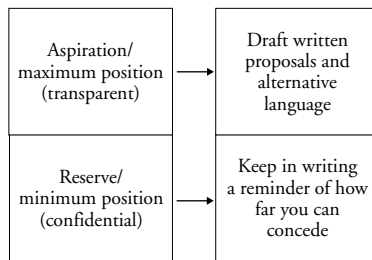 Aspiration/
maximum position
(transparent)
Draft written
proposals and
alternative
language
Reserve/
minimum position
(confidential)
Keep in writing
a reminder of how
far you can
concede